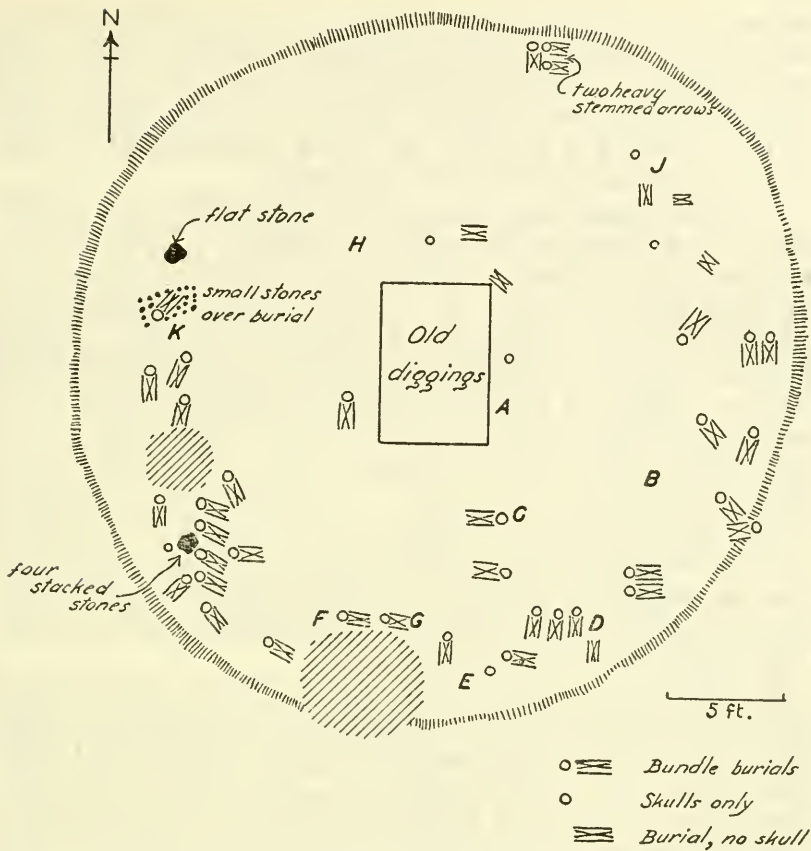 N
two heavy
stemmed arrows
J
flat stone
H
small stones
over burial
K
Old
diggings
A
B
C
four
stacked
stones
F
G
D
E
5 ft.
Bundle burials
Skulls only
Burial, no skull